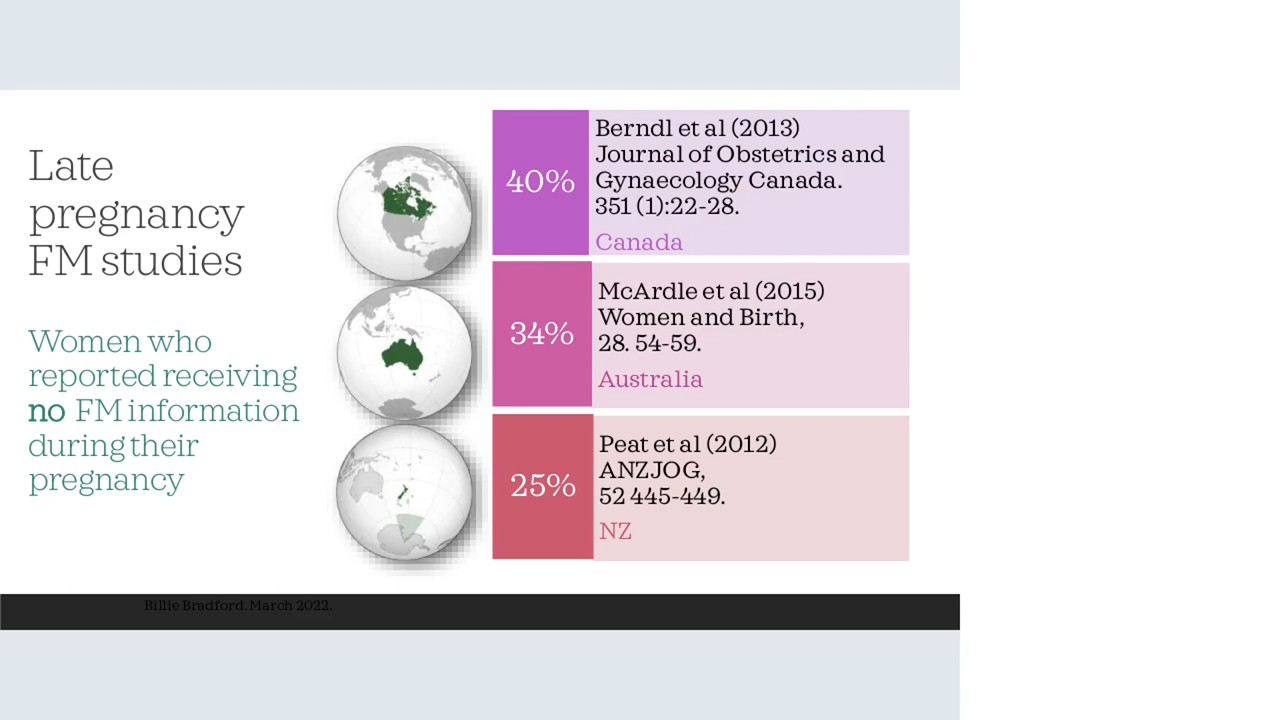 Late
pregnancy
FM studies
Women who
reported receiving
no FM information
during their
pregnancy
40%
Berndl et al (2013)
Journal of Obstetrics and
Gynaecology Canada.
351 (1):22-28.
Canada
34%
McArdle et al (2015)
Women and Birth,
28. 54-59.
Australia
25%
Peat et al (2012)
ANZJOG,
52 445-449.
NZ
Billie Bradford. March 2022.